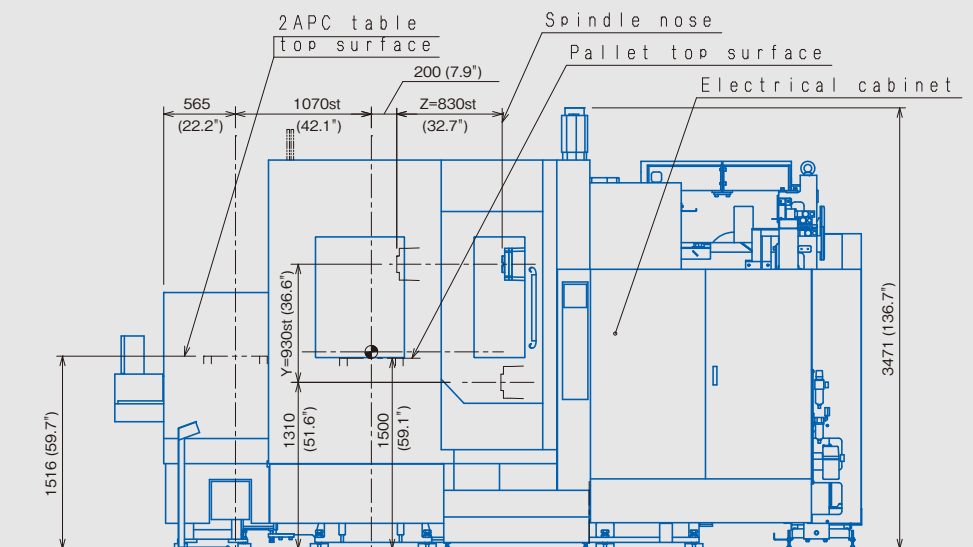 2APC table
top surface
Spindle nose
Pallet top surface
200 (7.9")
Electrical cabinet
565
(22.2")
1070st
(42.1")
Z=830st
(32.7")
Y=930st (36.6")
3471 (136.7")
1516 (59.7")
1310
(51.6")
1500
(59.1")